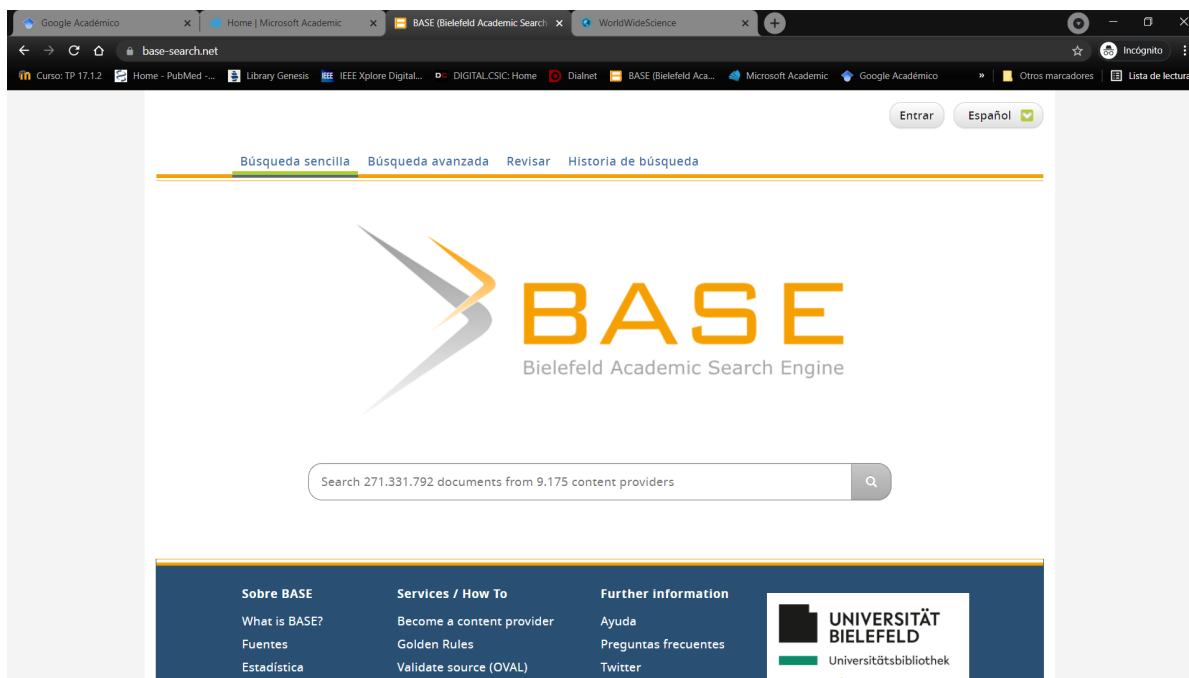 Google Académico
Home | Microsoft Academic
BASE (Bielefeld Academic Search
WorldWideScience
base-search.net
Incógnito
Curso: TP 17.1.2
Home - PubMed -...
Library Genesis
IEEE IEEE Xplore Digital...
DIGITAL.CSIC: Home
Dialnet
BASE (Bielefeld Aca...
Microsoft Academic
Google Académico
»
Otros marcadores
Lista de lectura
Entrar
Español
Búsqueda sencilla
Búsqueda avanzada
Revisar
Historia de búsqueda
BASE
Bielefeld Academic Search Engine
Search 271.331.792 documents from 9.175 content providers
Sobre BASE
What is BASE?
Fuentes
Estadística
Services / How To
Become a content provider
Golden Rules
Validate source (OVAL)
Further information
Ayuda
Preguntas frecuentes
Twitter
UNIVERSITÄT
BIELEFELD
Universitätsbibliothek